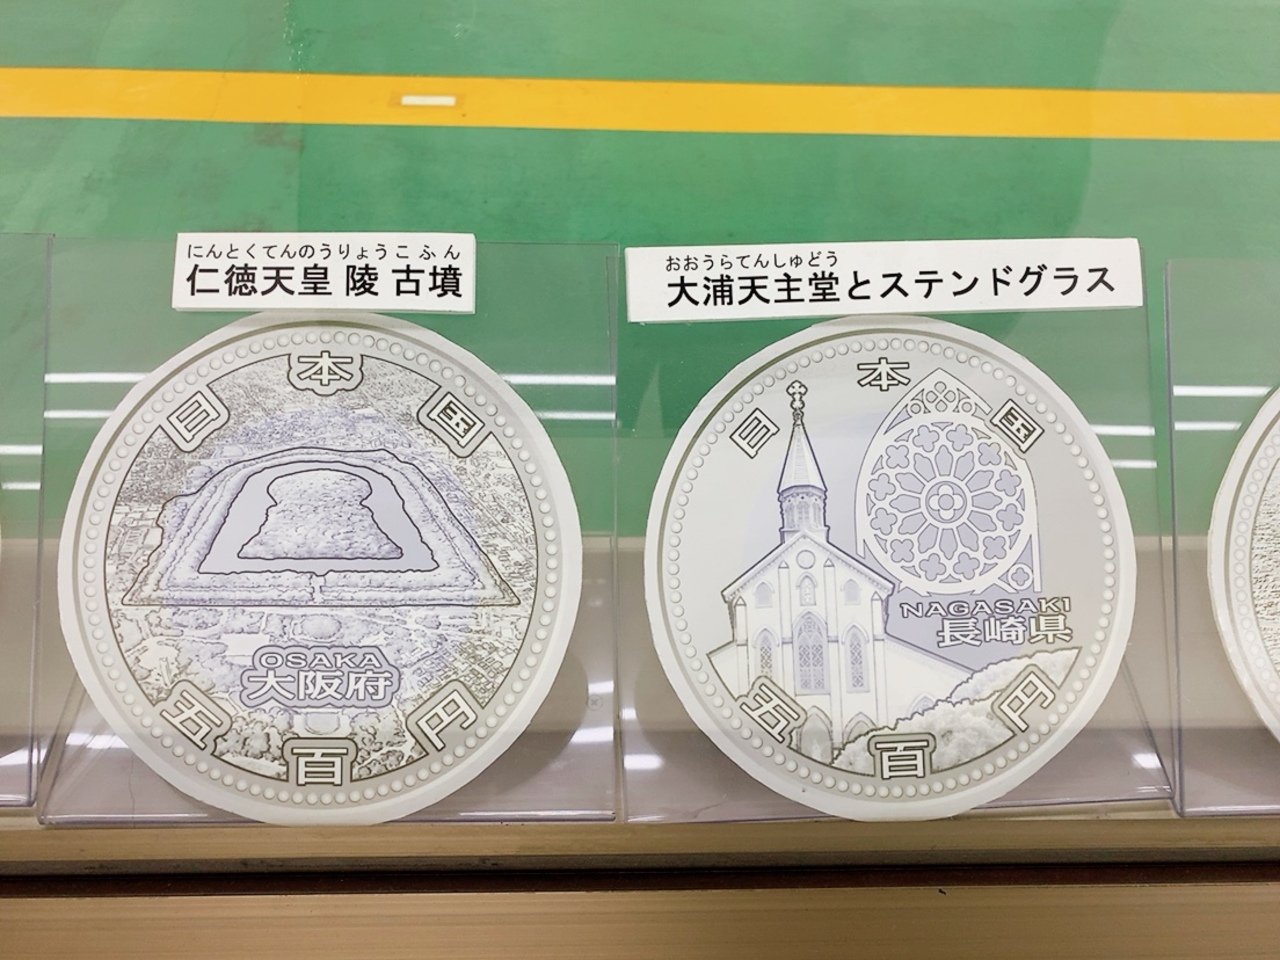 にんとくてんのうりょうこふん
仁徳天皇陵古墳
おおうらてんしゅどう
大浦天主堂とステンドグラス
日本国
OSAKA
大阪府
五百円
日本国
NAGASAKI
長崎県
五百円